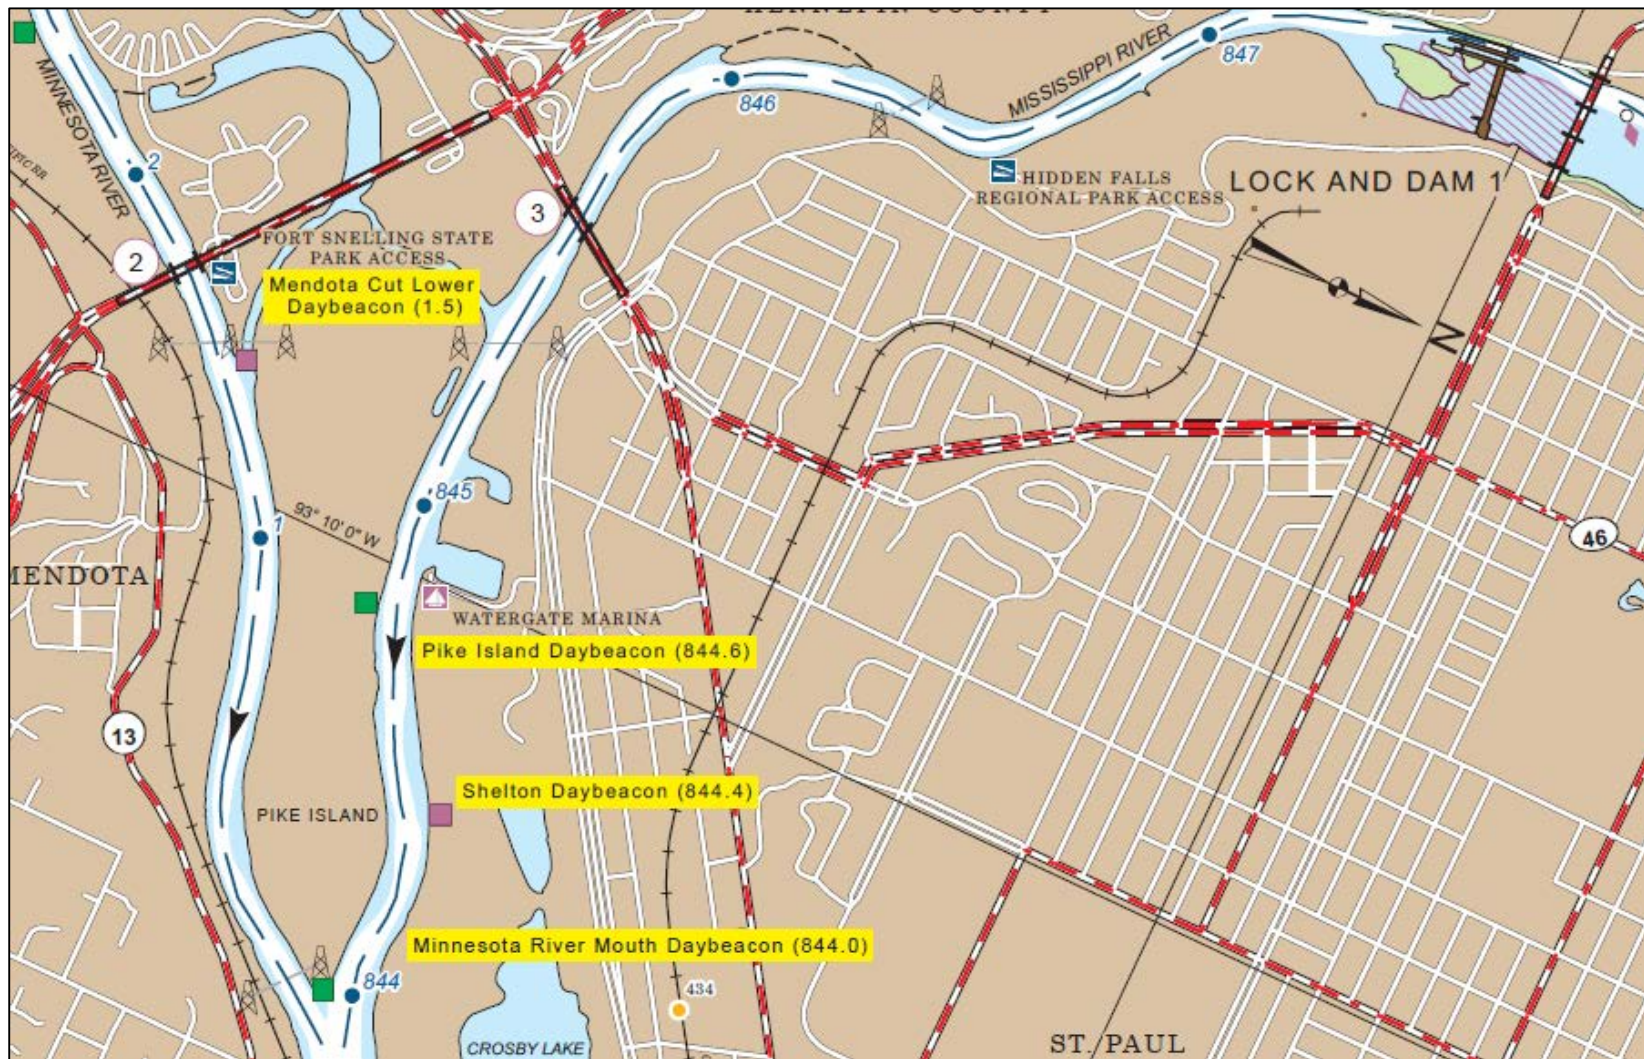 HENNEPIN COUNTY
MINNESOTA RIVER
2
846
MISSISSIPPI RIVER
847
HIDDEN FALLS
REGIONAL PARK ACCESS
LOCK AND DAM 1
3
2
FORT SNELLING STATE
PARK ACCESS
Mendota Cut Lower
Daybeacon (1.5)
N
845
1
93° 10' 0" W
46
MENDOTA
WATERGATE MARINA
Pike Island Daybeacon (844.6)
13
Shelton Daybeacon (844.4)
PIKE ISLAND
Minnesota River Mouth Daybeacon (844.0)
844
434
CROSBY LAKE
ST. PAUL